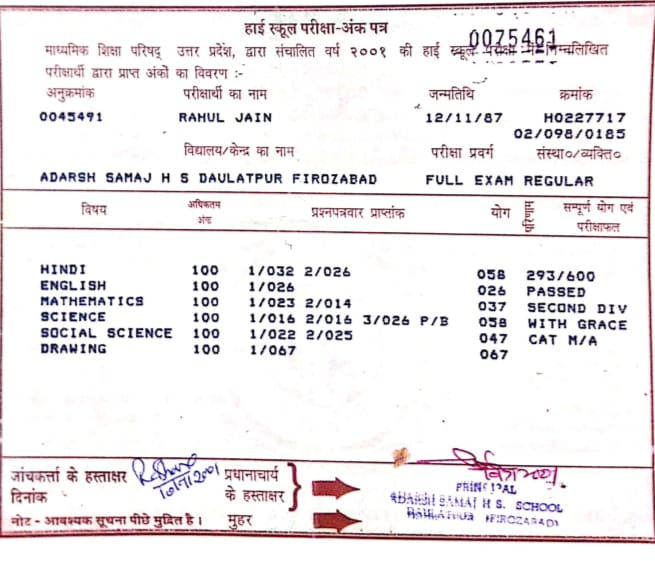 हाई स्कूल परीक्षा-अंक पत्र
0075461
माध्यमिक शिक्षा परिषद् उत्तर प्रदेश, द्वारा संचालित वर्ष २००१ की हाई स्कूल परीक्षा में निम्नलिखित
परीक्षार्थी द्वारा प्राप्त अंकों का विवरण :-
अनुक्रमांक परीक्षार्थी का नाम जन्मतिथि क्रमांक
0045491 RAHUL JAIN 12/11/87 H0227717
02/098/0185
विद्यालय/केन्द्र का नाम परीक्षा प्रवर्ग संस्था०/व्यक्ति०
ADARSH SAMAJ H S DAULATPUR FIROZABAD FULL EXAM REGULAR
विषय अधिकतम अंक प्रश्नपत्रवार प्राप्तांक योग परिणाम सम्पूर्ण योग एवं परीक्षाफल
HINDI 100 1/032 2/026 058 293/600
ENGLISH 100 1/026 026 PASSED
MATHEMATICS 100 1/023 2/014 037 SECOND DIV
SCIENCE 100 1/016 2/016 3/026 P/B 058 WITH GRACE
SOCIAL SCIENCE 100 1/022 2/025 047 CAT M/A
DRAWING 100 1/067 067
जांचकर्त्ता के हस्ताक्षर प्रधानाचार्य
दिनांक के हस्ताक्षर
नोट - आवश्यक सूचना पीछे मुद्रित है। मुहर
PRINCIPAL
ADARSH SAMAJ H S. SCHOOL
DAULATPUR (FIROZABAD)